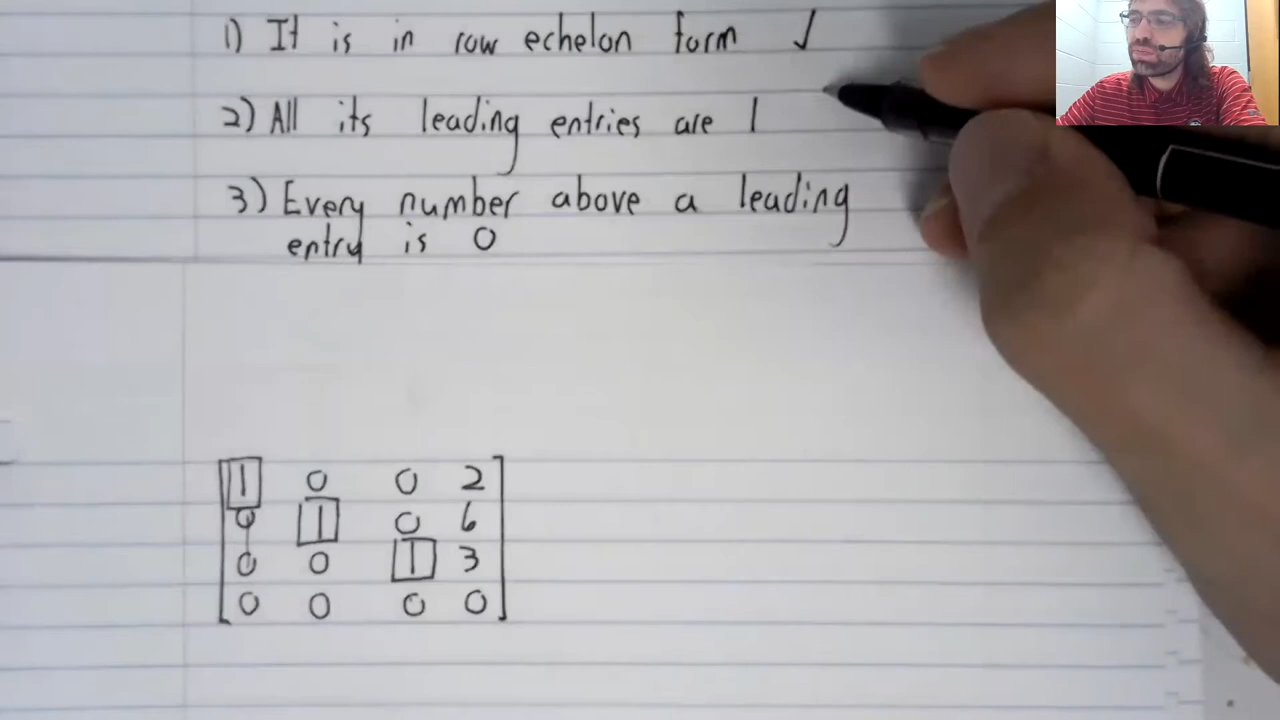 1) It is in row echelon form ✓
2) All its leading entries are 1
3) Every number above a leading
entry is 0
1 0 0 2
0 1 0 6
0 0 1 3
0 0 0 0